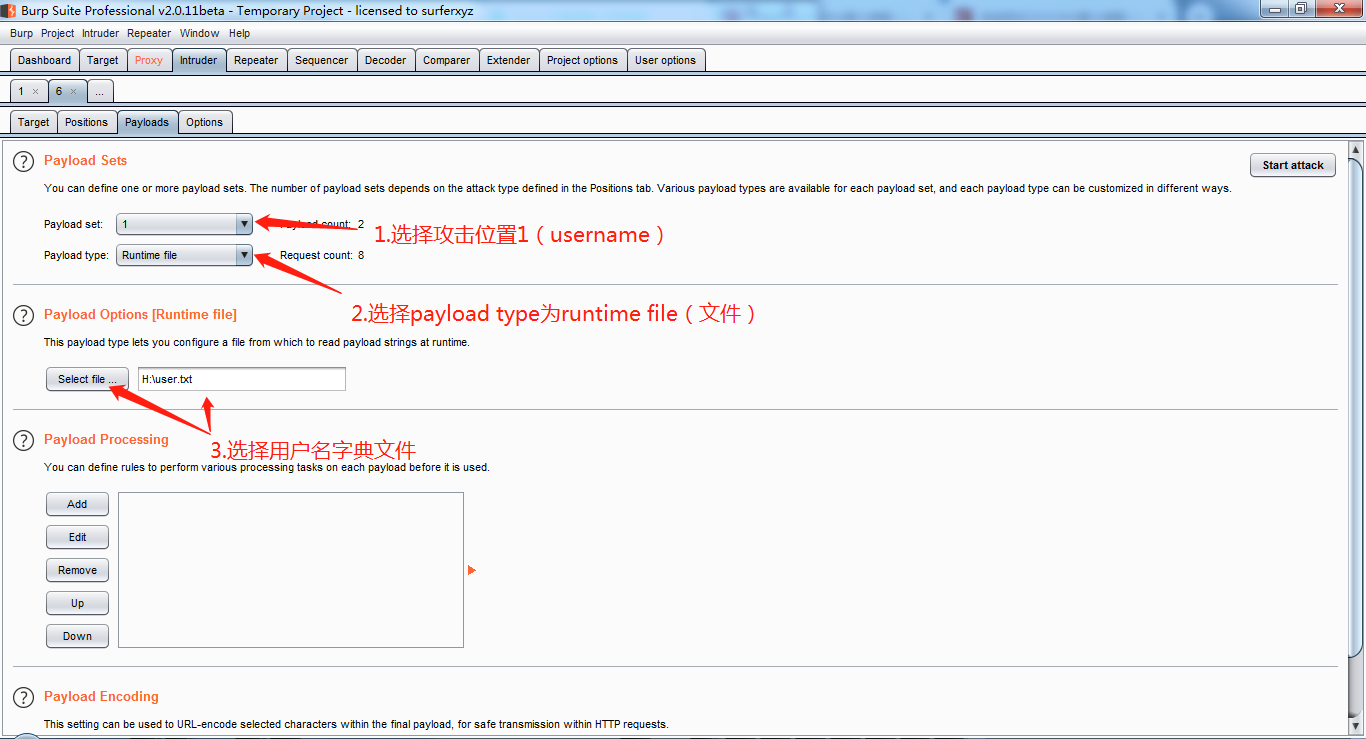 Burp Suite Professional v2.0.11beta - Temporary Project - licensed to surferxyz
Burp Project Intruder Repeater Window Help
Dashboard Target Proxy Intruder Repeater Sequencer Decoder Comparer Extender Project options User options
1 × 6 × ...
Target Positions Payloads Options
? Payload Sets
Start attack
You can define one or more payload sets. The number of payload sets depends on the attack type defined in the Positions tab. Various payload types are available for each payload set, and each payload type can be customized in different ways.
Payload set: 1 Payload count: 2
1.选择攻击位置1（username）
Payload type: Runtime file Request count: 8
2.选择payload type为runtime file（文件）
? Payload Options [Runtime file]
This payload type lets you configure a file from which to read payload strings at runtime.
Select file ... H:\user.txt
3.选择用户名字典文件
? Payload Processing
You can define rules to perform various processing tasks on each payload before it is used.
Add
Edit
Remove
Up
Down
? Payload Encoding
This setting can be used to URL-encode selected characters within the final payload, for safe transmission within HTTP requests.